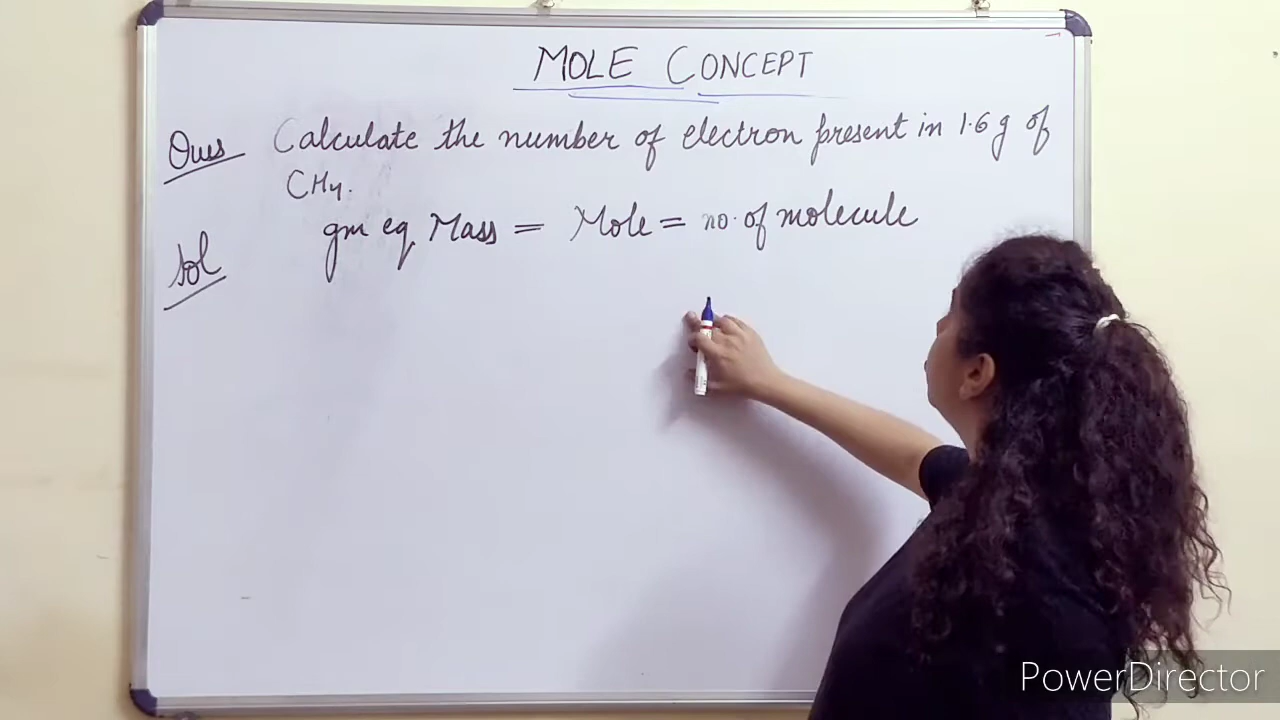 MOLE CONCEPT
Ques Calculate the number of electron present in 1.6 g of
CH4.
Sol gm eq Mass = Mole = no. of molecule
PowerDirector